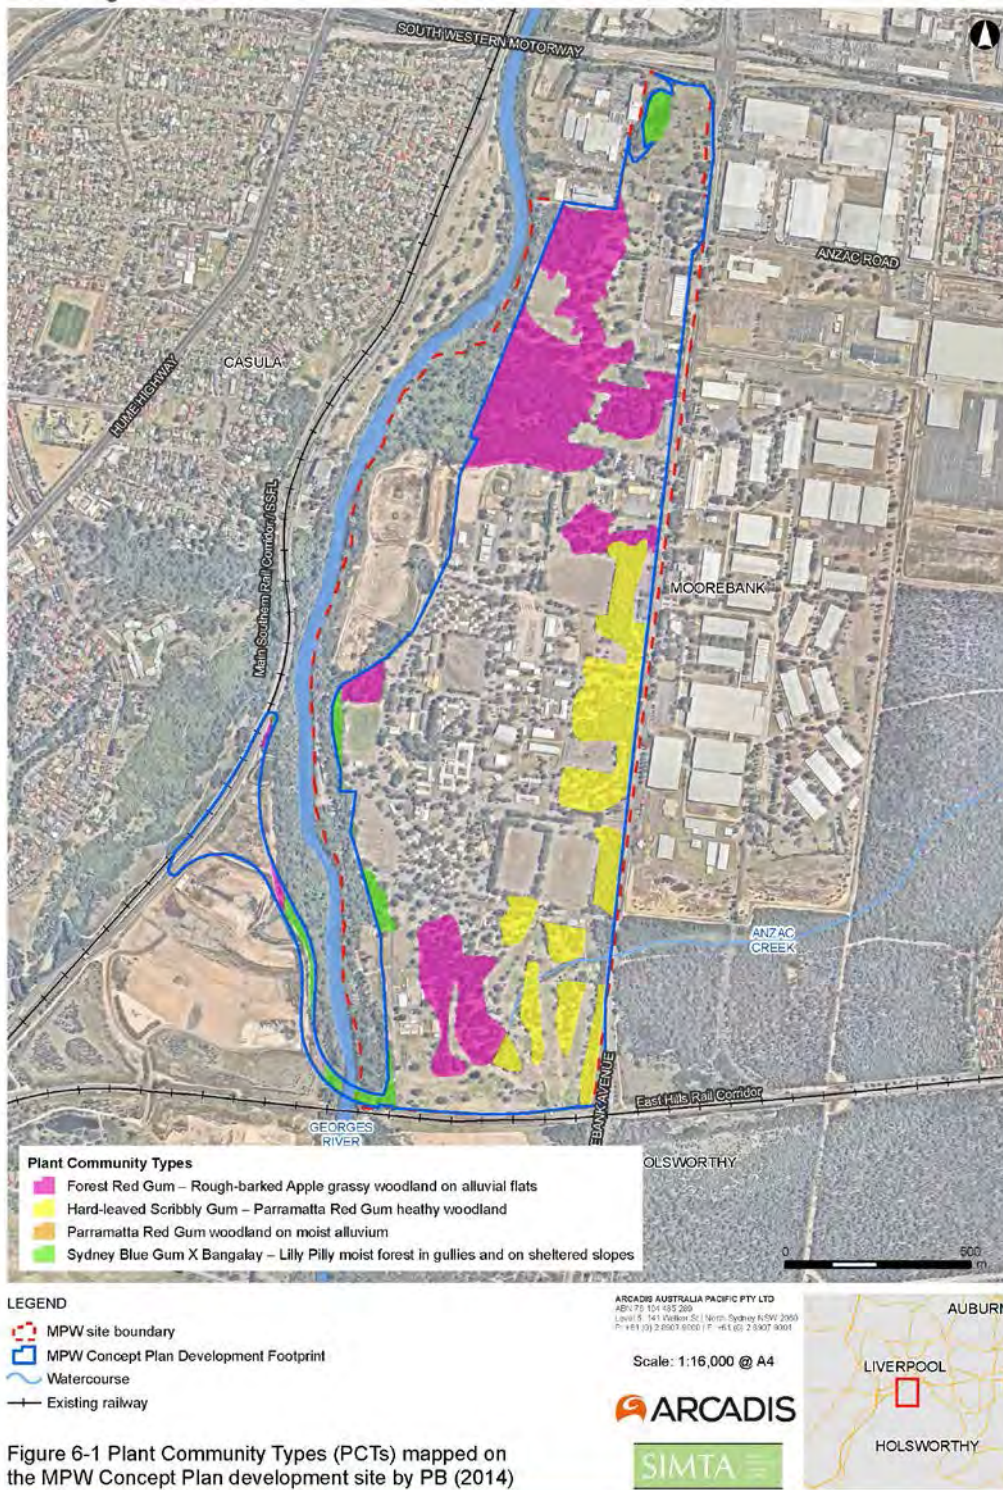 SOUTH WESTERN MOTORWAY
ANZAC ROAD
CASULA
HUME HIGHWAY
Main Southern Rail Corridor / SSFL
MOOREBANK
ANZAC
CREEK
EBANK AVENUE
East Hills Rail Corridor
GEORGES
RIVER
OLSWORTHY
Plant Community Types
Forest Red Gum – Rough-barked Apple grassy woodland on alluvial flats
Hard-leaved Scribbly Gum – Parramatta Red Gum heathy woodland
Parramatta Red Gum woodland on moist alluvium
Sydney Blue Gum X Bangalay – Lilly Pilly moist forest in gullies and on sheltered slopes
0 500
m
LEGEND
MPW site boundary
MPW Concept Plan Development Footprint
Watercourse
Existing railway
ARCADIS AUSTRALIA PACIFIC PTY LTD
Scale: 1:16,000 @ A4
ARCADIS
SIMTA
AUBURN
LIVERPOOL
HOLSWORTHY
Figure 6-1 Plant Community Types (PCTs) mapped on
the MPW Concept Plan development site by PB (2014)